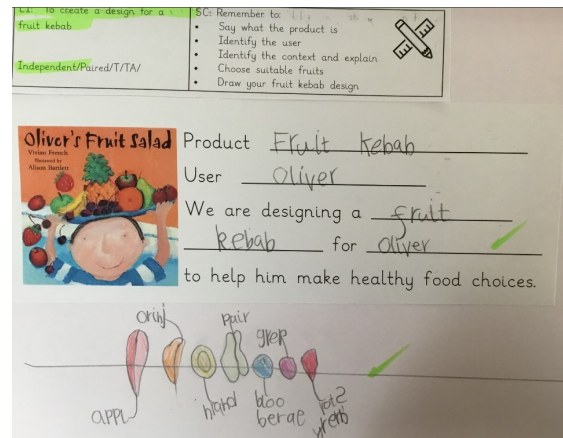 LI: To create a design for a
fruit kebab
Independent/Paired/T/TA/
SC: Remember to:
• Say what the product is
• Identify the user
• Identify the context and explain
• Choose suitable fruits
• Draw your fruit kebab design
Oliver's Fruit Salad
Vivian French
Illustrated by
Alison Bartlett
Product Fruit kebab
User oliver
We are designing a fruit
kebab for oliver
to help him make healthy food choices.
orinj
pair
grep
appl
bloo
berae